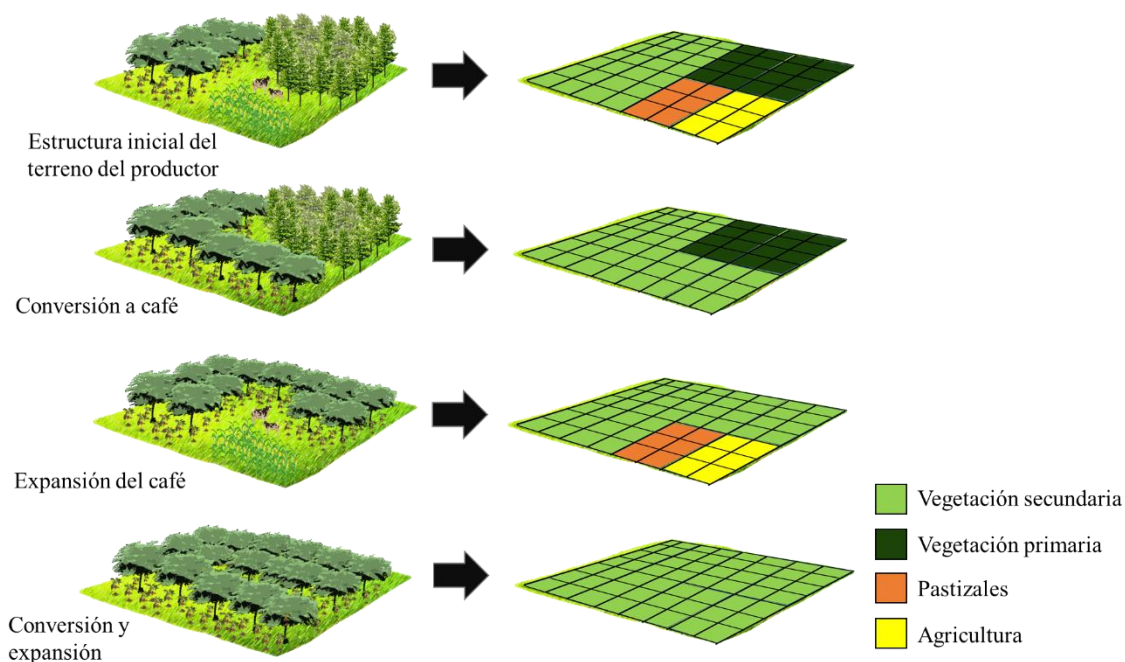 Estructura inicial del
terreno del productor
Conversión a café
Expansión del café
Conversión y
expansión
Vegetación secundaria
Vegetación primaria
Pastizales
Agricultura